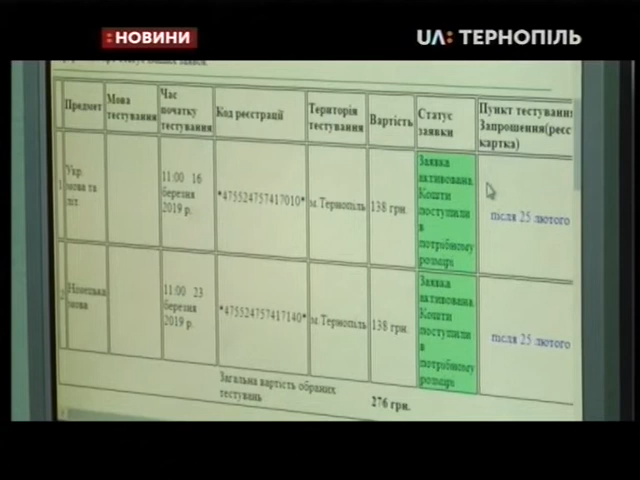 НОВИНИ
UA: ТЕРНОПІЛЬ
Предмет
Мова
тестування
Час
початку
тестування
Код реєстрації
Територія
тестування
Вартість
Статус
заявки
Пункт тестування
Запрошення(реєс
картка)
1
Укр.
мова та
літ.
11:00 16
березня
2019 р.
*475524757417010*
м.Тернопіль
138 грн.
Заявка
активована.
Кошти
поступили
в
потрібному
розмірі
після 25 лютого
2
Німецька
мова
11:00 23
березня
2019 р.
*475524757417140*
м.Тернопіль
138 грн.
Заявка
активована.
Кошти
поступили
в
потрібному
розмірі
після 25 лютого
Загальна вартість обраних
тестувань
276 грн.